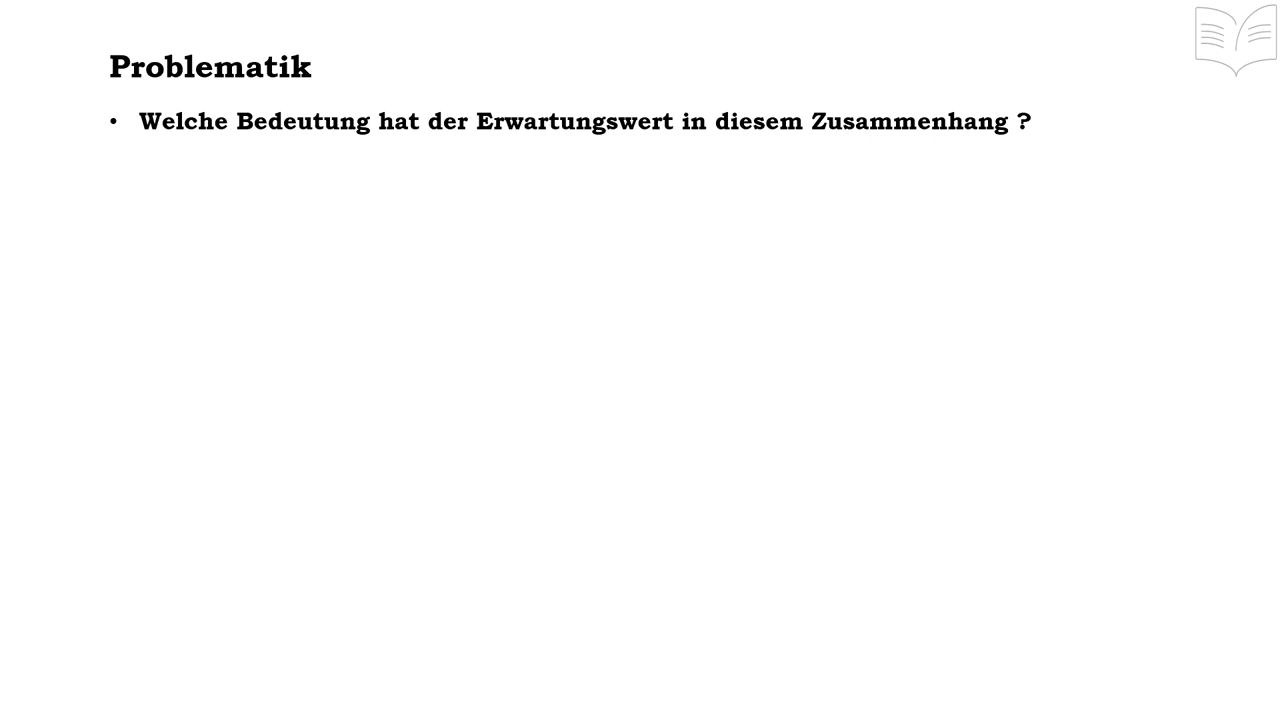 Problematik
• Welche Bedeutung hat der Erwartungswert in diesem Zusammenhang ?